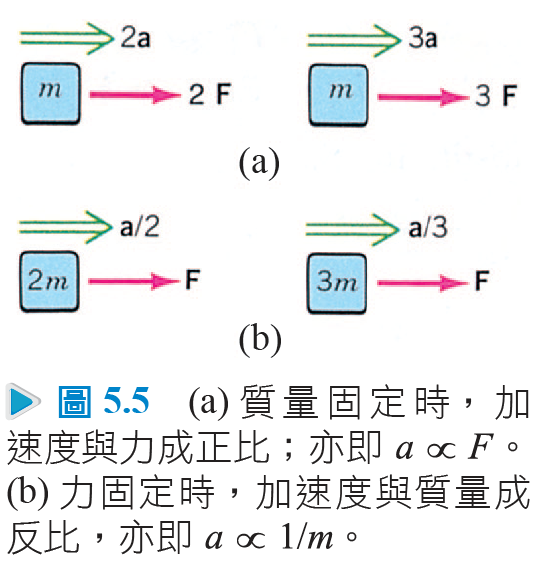 2a 3a
m 2 F m 3 F
(a)
a/2 a/3
2m F 3m F
(b)
圖 5.5 (a) 質量固定時，加
速度與力成正比；亦即 a ∝ F。
(b) 力固定時，加速度與質量成
反比，亦即 a ∝ 1/m。